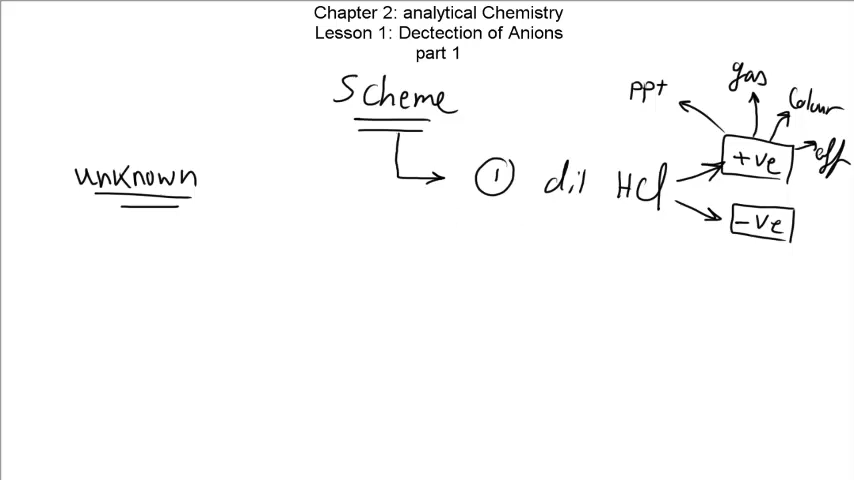 Chapter 2: analytical Chemistry
Lesson 1: Dectection of Anions
part 1
Scheme
ppt
gas
Colour
eff
+ve
unknown
1 dil HCl
-ve